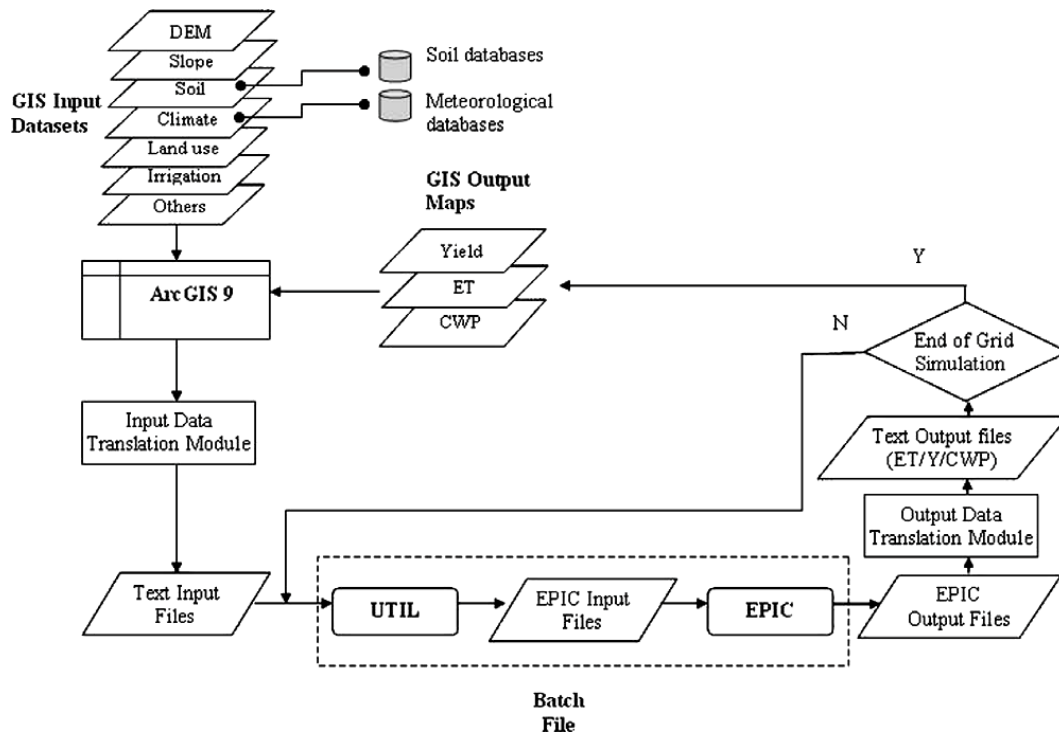 DEM
Slope
Soil
Climate
Land use
Irrigation
Others
GIS Input
Datasets
Soil databases
Meteorological
databases
GIS Output
Maps
Yield
ET
CWP
ArcGIS 9
Input Data
Translation Module
Text Input
Files
UTIL
EPIC Input
Files
EPIC
Batch
File
EPIC
Output Files
Output Data
Translation Module
Text Output files
(ET/Y/CWP)
End of Grid
Simulation
N
Y